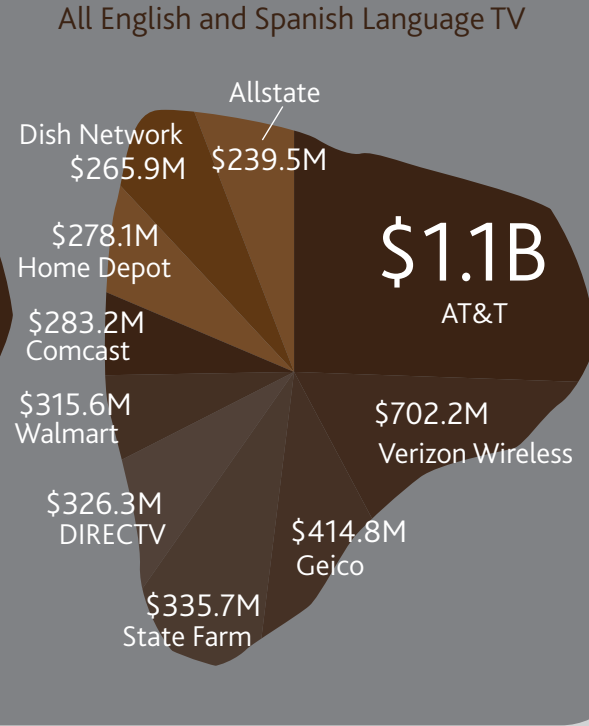 All English and Spanish Language TV
Allstate
$239.5M
Dish Network
$265.9M
$278.1M
Home Depot
$283.2M
Comcast
$315.6M
Walmart
$326.3M
DIRECTV
$335.7M
State Farm
$414.8M
Geico
$702.2M
Verizon Wireless
$1.1B
AT&T